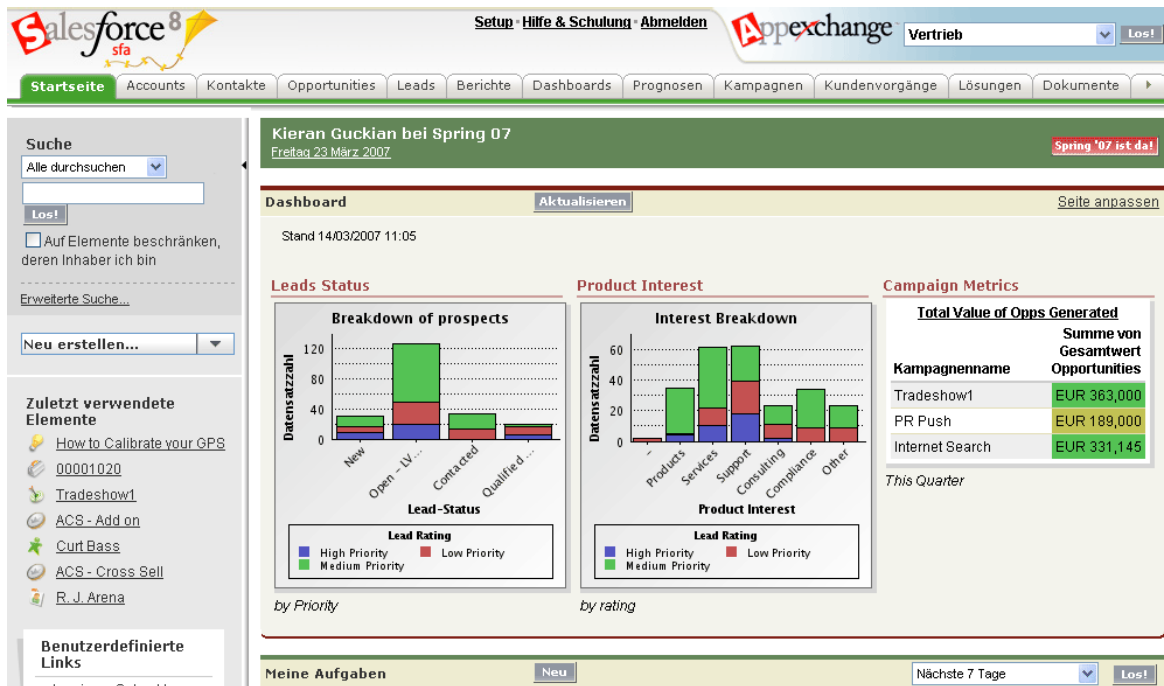 Salesforce 8
sfa
Setup · Hilfe & Schulung · Abmelden
Appexchange
Vertrieb
Los!
Startseite
Accounts
Kontakte
Opportunities
Leads
Berichte
Dashboards
Prognosen
Kampagnen
Kundenvorgänge
Lösungen
Dokumente
Suche
Alle durchsuchen
Los!
Auf Elemente beschränken,
deren Inhaber ich bin
Erweiterte Suche...
Neu erstellen...
Zuletzt verwendete
Elemente
How to Calibrate your GPS
00001020
Tradeshow1
ACS - Add on
Curt Bass
ACS - Cross Sell
R. J. Arena
Benutzerdefinierte
Links
Kieran Guckian bei Spring 07
Freitag 23 März 2007
Spring '07 ist da!
Dashboard
Aktualisieren
Seite anpassen
Stand 14/03/2007 11:05
Leads Status
Breakdown of prospects
Datensatzzahl
120
80
40
0
New
Open - LV...
Contacted
Qualified...
Lead-Status
Lead Rating
High Priority
Low Priority
Medium Priority
by Priority
Product Interest
Interest Breakdown
Datensatzzahl
60
40
20
0
-
Products
Services
Support
Consulting
Compliance
Other
Product Interest
Lead Rating
High Priority
Low Priority
Medium Priority
by rating
Campaign Metrics
Total Value of Opps Generated
Summe von
Gesamtwert
Kampagnenname Opportunities
Tradeshow1 EUR 363,000
PR Push EUR 189,000
Internet Search EUR 331,145
This Quarter
Meine Aufgaben
Neu
Nächste 7 Tage
Los!